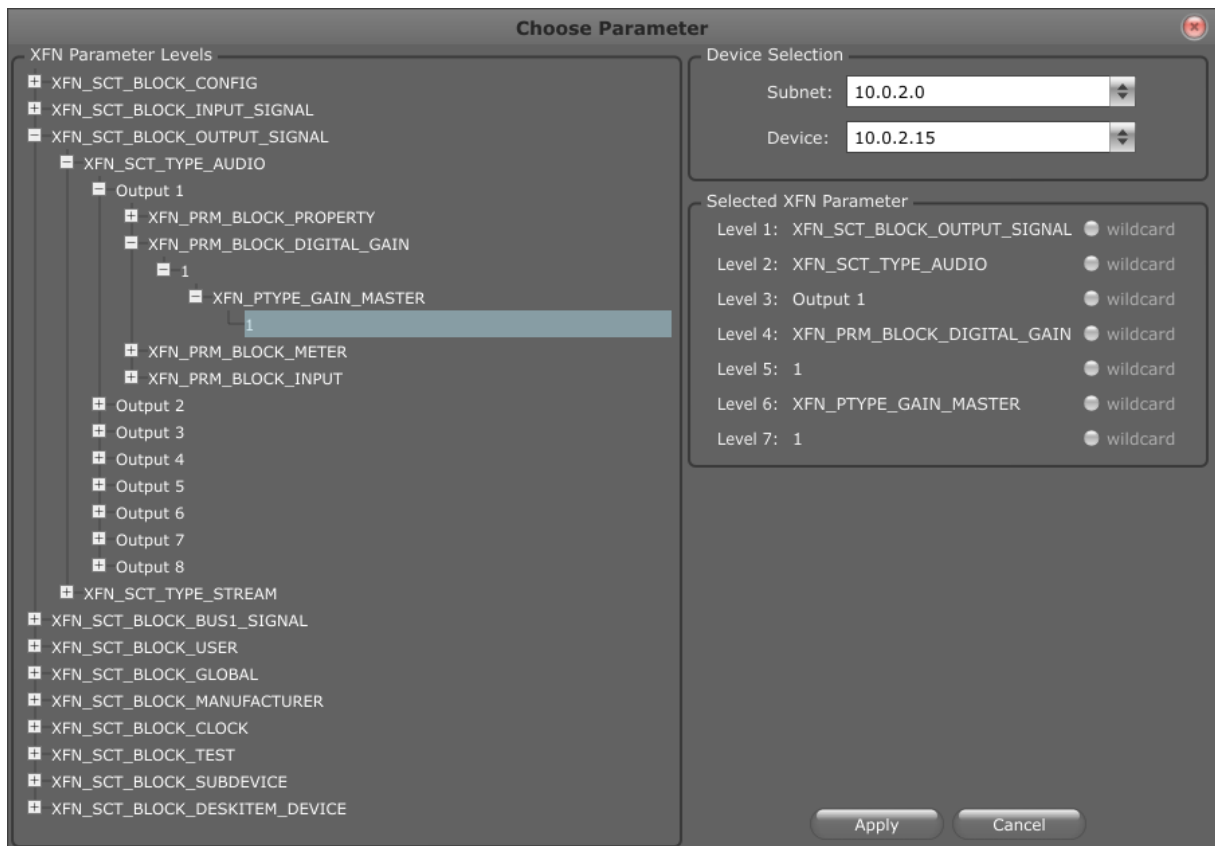 Choose Parameter
XFN Parameter Levels
XFN_SCT_BLOCK_CONFIG
XFN_SCT_BLOCK_INPUT_SIGNAL
XFN_SCT_BLOCK_OUTPUT_SIGNAL
XFN_SCT_TYPE_AUDIO
Output 1
XFN_PRM_BLOCK_PROPERTY
XFN_PRM_BLOCK_DIGITAL_GAIN
1
XFN_PTYPE_GAIN_MASTER
1
XFN_PRM_BLOCK_METER
XFN_PRM_BLOCK_INPUT
Output 2
Output 3
Output 4
Output 5
Output 6
Output 7
Output 8
XFN_SCT_TYPE_STREAM
XFN_SCT_BLOCK_BUS1_SIGNAL
XFN_SCT_BLOCK_USER
XFN_SCT_BLOCK_GLOBAL
XFN_SCT_BLOCK_MANUFACTURER
XFN_SCT_BLOCK_CLOCK
XFN_SCT_BLOCK_TEST
XFN_SCT_BLOCK_SUBDEVICE
XFN_SCT_BLOCK_DESKITEM_DEVICE
Device Selection
Subnet: 10.0.2.0
Device: 10.0.2.15
Selected XFN Parameter
Level 1: XFN_SCT_BLOCK_OUTPUT_SIGNAL wildcard
Level 2: XFN_SCT_TYPE_AUDIO wildcard
Level 3: Output 1 wildcard
Level 4: XFN_PRM_BLOCK_DIGITAL_GAIN wildcard
Level 5: 1 wildcard
Level 6: XFN_PTYPE_GAIN_MASTER wildcard
Level 7: 1 wildcard
Apply Cancel